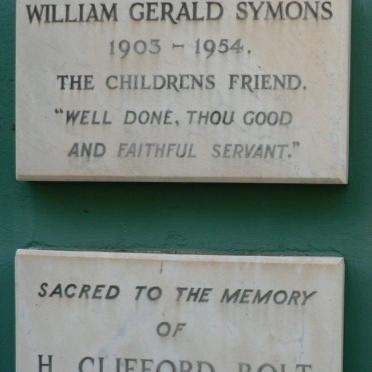 WILLIAM GERALD SYMONS
1903 – 1954.
THE CHILDRENS FRIEND.
"WELL DONE, THOU GOOD
AND FAITHFUL SERVANT."
SACRED TO THE MEMORY
OF
H. CLIFFORD BOLT